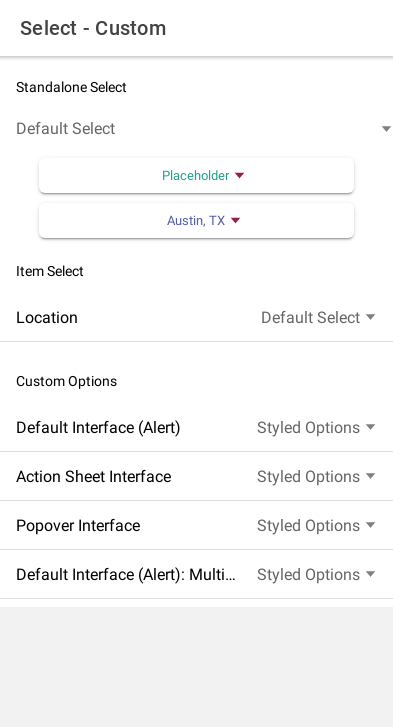 Select - Custom
Standalone Select
Default Select
Placeholder
Austin, TX
Item Select
Location Default Select
Custom Options
Default Interface (Alert) Styled Options
Action Sheet Interface Styled Options
Popover Interface Styled Options
Default Interface (Alert): Multi... Styled Options